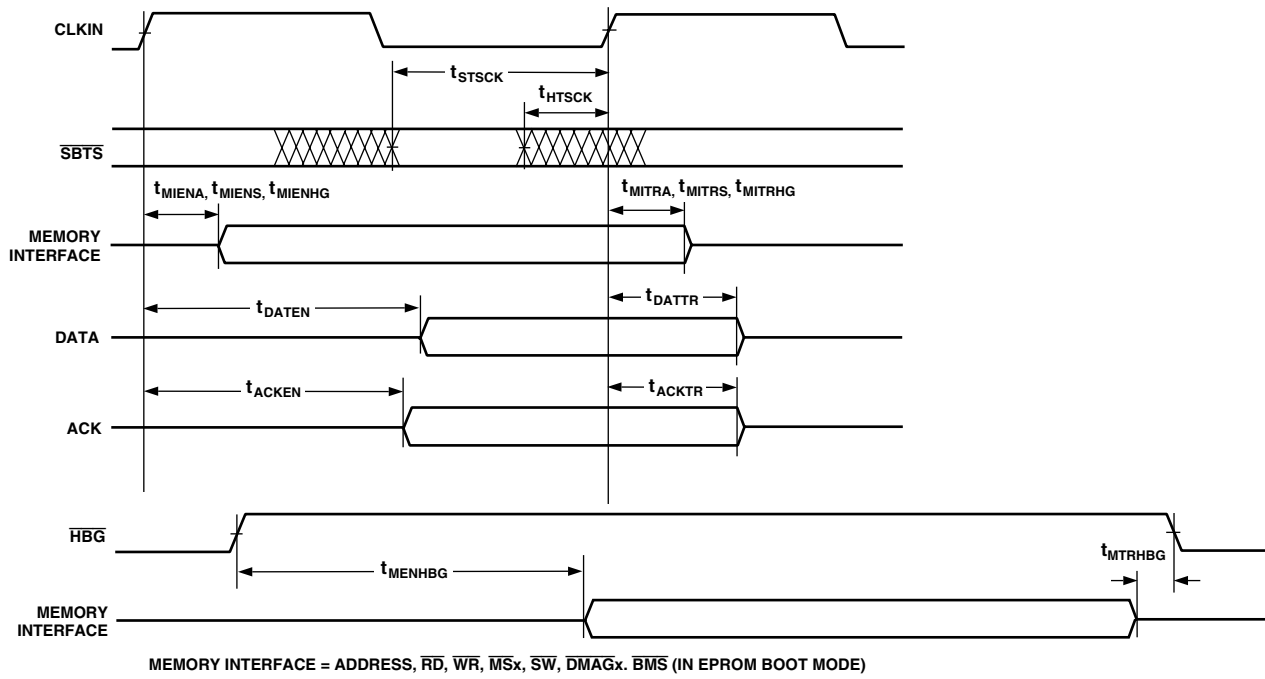 CLKIN
tSTSCK
tHTSCK
SBTS
tMIENA, tMIENS, tMIENHG
tMITRA, tMITRS, tMITRHG
MEMORY
INTERFACE
tDATEN
tDATTR
DATA
tACKEN
tACKTR
ACK
HBG
tMENHBG
tMTRHBG
MEMORY
INTERFACE
MEMORY INTERFACE = ADDRESS, RD, WR, MSx, SW, DMAGx. BMS (IN EPROM BOOT MODE)